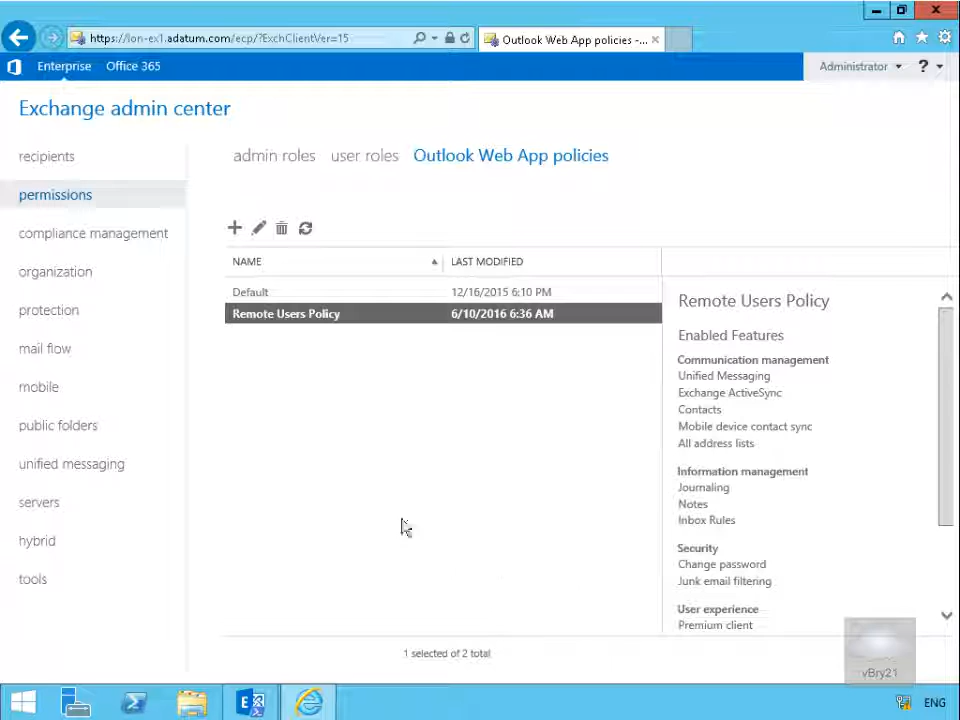 https://lon-ex1.adatum.com/ecp/?ExchClientVer=15
Outlook Web App policies -...
Enterprise
Office 365
Administrator
?
Exchange admin center
recipients
permissions
compliance management
organization
protection
mail flow
mobile
public folders
unified messaging
servers
hybrid
tools
admin roles
user roles
Outlook Web App policies
NAME
LAST MODIFIED
Default
12/16/2015 6:10 PM
Remote Users Policy
6/10/2016 6:36 AM
Remote Users Policy
Enabled Features
Communication management
Unified Messaging
Exchange ActiveSync
Contacts
Mobile device contact sync
All address lists
Information management
Journaling
Notes
Inbox Rules
Security
Change password
Junk email filtering
User experience
Premium client
1 selected of 2 total
vBry21
ENG